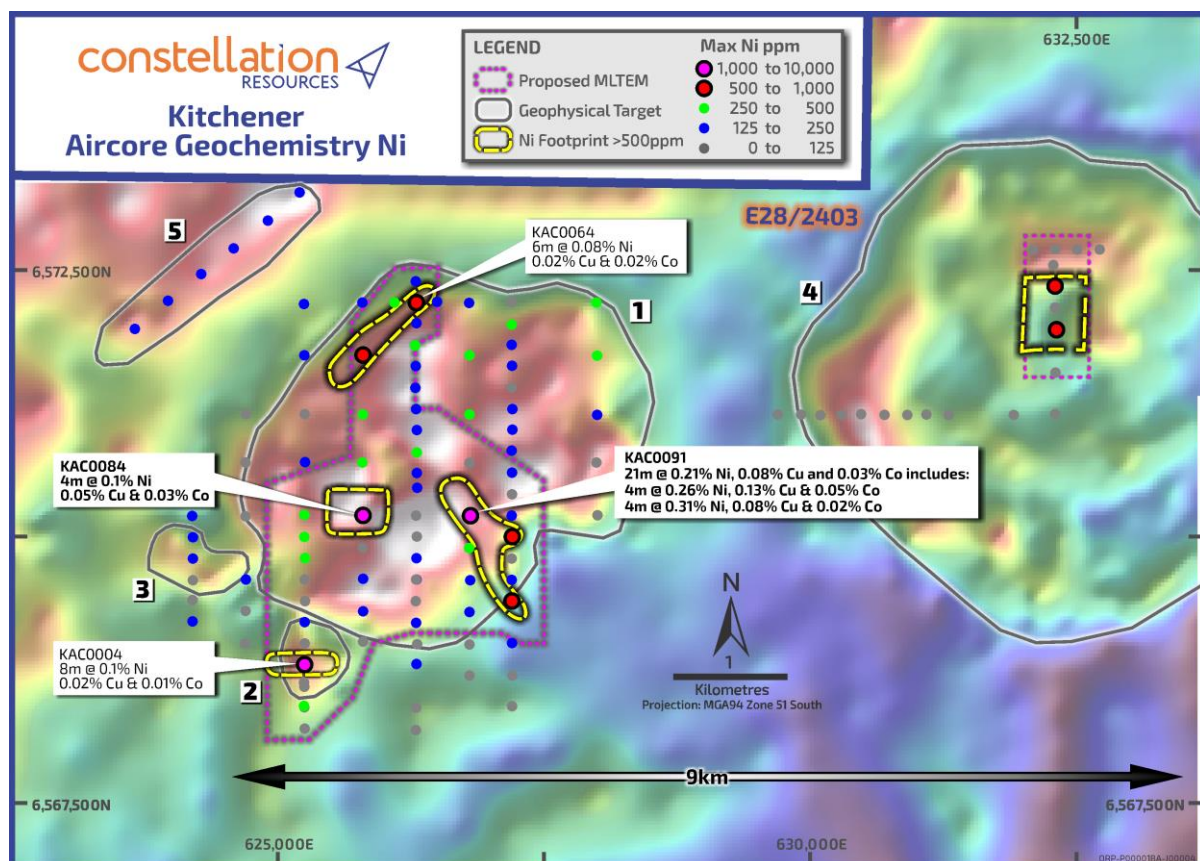 constellation
RESOURCES
Kitchener
Aircore Geochemistry Ni
LEGEND
Proposed MLTEM
Geophysical Target
Ni Footprint >500ppm
Max Ni ppm
1,000 to 10,000
500 to 1,000
250 to 500
125 to 250
0 to 125
632,500E
E28/2403
5
KAC0064
6m @ 0.08% Ni
0.02% Cu & 0.02% Co
6,572,500N
1
4
KAC0084
4m @ 0.1% Ni
0.05% Cu & 0.03% Co
KAC0091
21m @ 0.21% Ni, 0.08% Cu and 0.03% Co includes:
4m @ 0.26% Ni, 0.13% Cu & 0.05% Co
4m @ 0.31% Ni, 0.08% Cu & 0.02% Co
3
N
1
Kilometres
Projection: MGA94 Zone 51 South
KAC0004
8m @ 0.1% Ni
0.02% Cu & 0.01% Co
2
9km
6,567,500N
6,567,500N
625,000E
630,000E